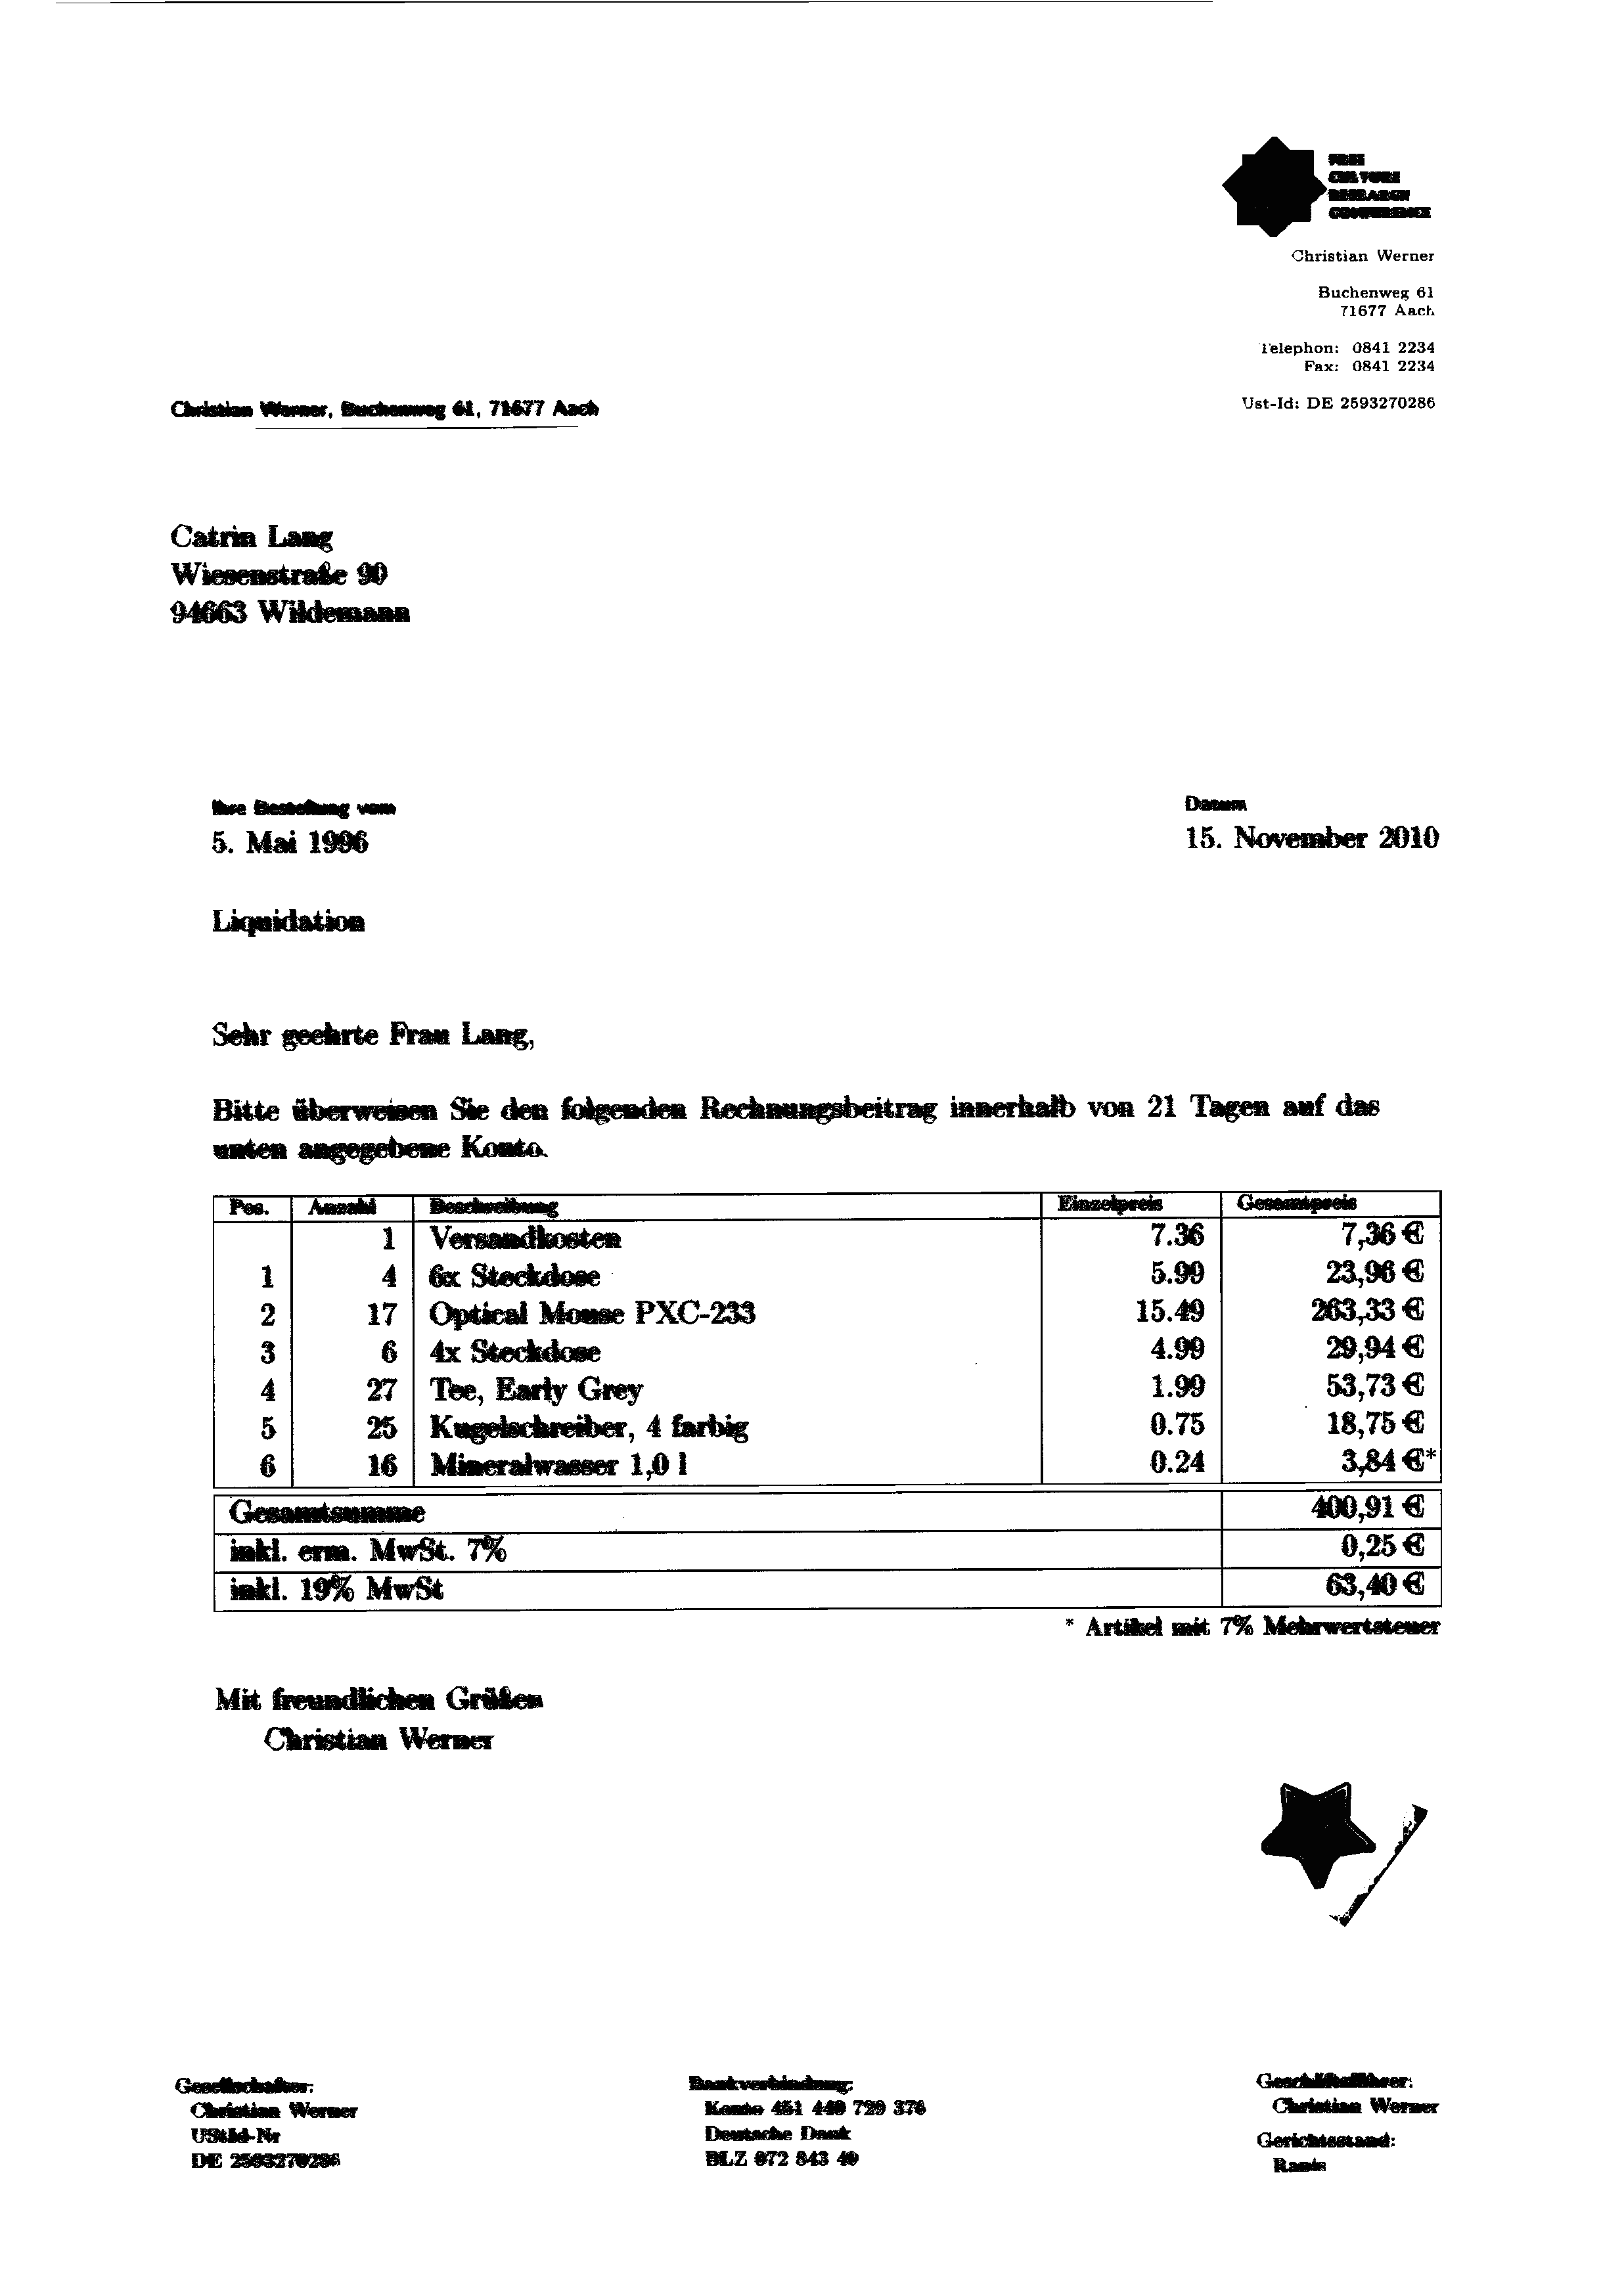 FREE
CULTURE
RESEARCH
CONFERENCE
Christian Werner
Buchenweg 61
71677 Aach
Telephon: 0841 2234
Fax: 0841 2234
Ust-Id: DE 2593270286
Christian Werner, Buchenweg 61, 71677 Aach
Catrin Lang
Wiesenstraße 90
94663 Wildemann
Ihre Bestellung vom
5. Mai 1996
Datum
15. November 2010
Liquidation
Sehr geehrte Frau Lang,
Bitte überweisen Sie den folgenden Rechnungsbeitrag innerhalb von 21 Tagen auf das
unten angegebene Konto.
Pos. Anzahl Beschreibung Einzelpreis Gesamtpreis
1 Versandkosten 7.36 7,36 €
1 4 6x Steckdose 5.99 23,96 €
2 17 Optical Mouse PXC-233 15.49 263,33 €
3 6 4x Steckdose 4.99 29,94 €
4 27 Tee, Early Grey 1.99 53,73 €
5 25 Kugelschreiber, 4 farbig 0.75 18,75 €
6 16 Mineralwasser 1,0 l 0.24 3,84 €*
Gesamtsumme 400,91 €
inkl. erm. MwSt. 7% 0,25 €
inkl. 19% MwSt 63,40 €
* Artikel mit 7% Mehrwertsteuer
Mit freundlichen Grüßen
Christian Werner
Gesellschafter:
Christian Werner
UStId-Nr
DE 2593270286
Bankverbindung:
Konto 451 440 729 376
Deutsche Bank
BLZ 072 843 40
Geschäftsführer:
Christian Werner
Gerichtsstand:
Ranis